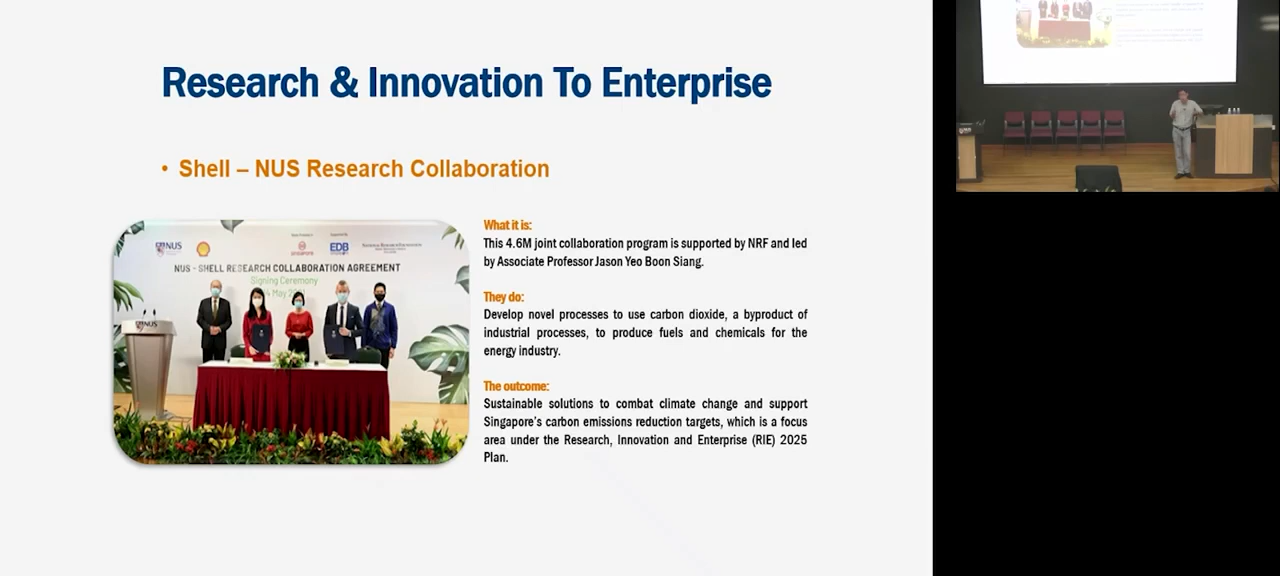 Research & Innovation To Enterprise
• Shell – NUS Research Collaboration
NUS
EDB
NUS - SHELL RESEARCH COLLABORATION AGREEMENT
Signing Ceremony
NUS
What it is:
This 4.6M joint collaboration program is supported by NRF and led
by Associate Professor Jason Yeo Boon Siang.
They do:
Develop novel processes to use carbon dioxide, a byproduct of
industrial processes, to produce fuels and chemicals for the
energy industry.
The outcome:
Sustainable solutions to combat climate change and support
Singapore's carbon emissions reduction targets, which is a focus
area under the Research, Innovation and Enterprise (RIE) 2025
Plan.